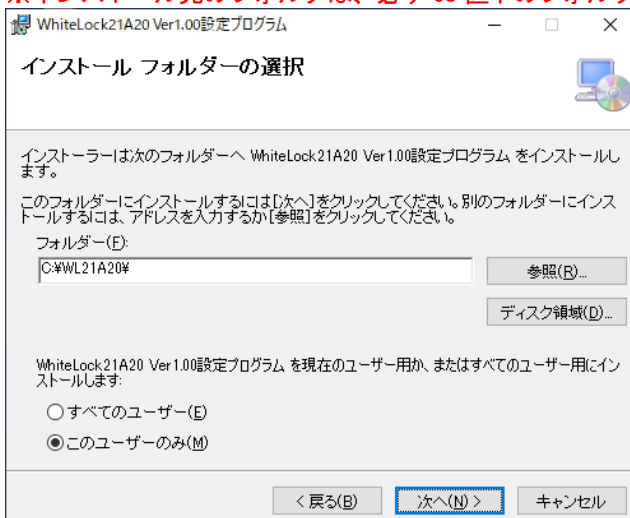 WhiteLock21A20 Ver1.00設定プログラム
インストール フォルダーの選択
インストーラーは次のフォルダーへ WhiteLock21A20 Ver1.00設定プログラム をインストールし
ます。
このフォルダーにインストールするには[次へ]をクリックしてください。別のフォルダーにインス
トールするには、アドレスを入力するか[参照]をクリックしてください。
フォルダー(F):
C:¥WL21A20¥
参照(R)...
ディスク領域(D)...
WhiteLock21A20 Ver1.00設定プログラム を現在のユーザー用か、またはすべてのユーザー用にイン
ストールします:
すべてのユーザー(E)
このユーザーのみ(M)
< 戻る(B)
次へ(N) >
キャンセル